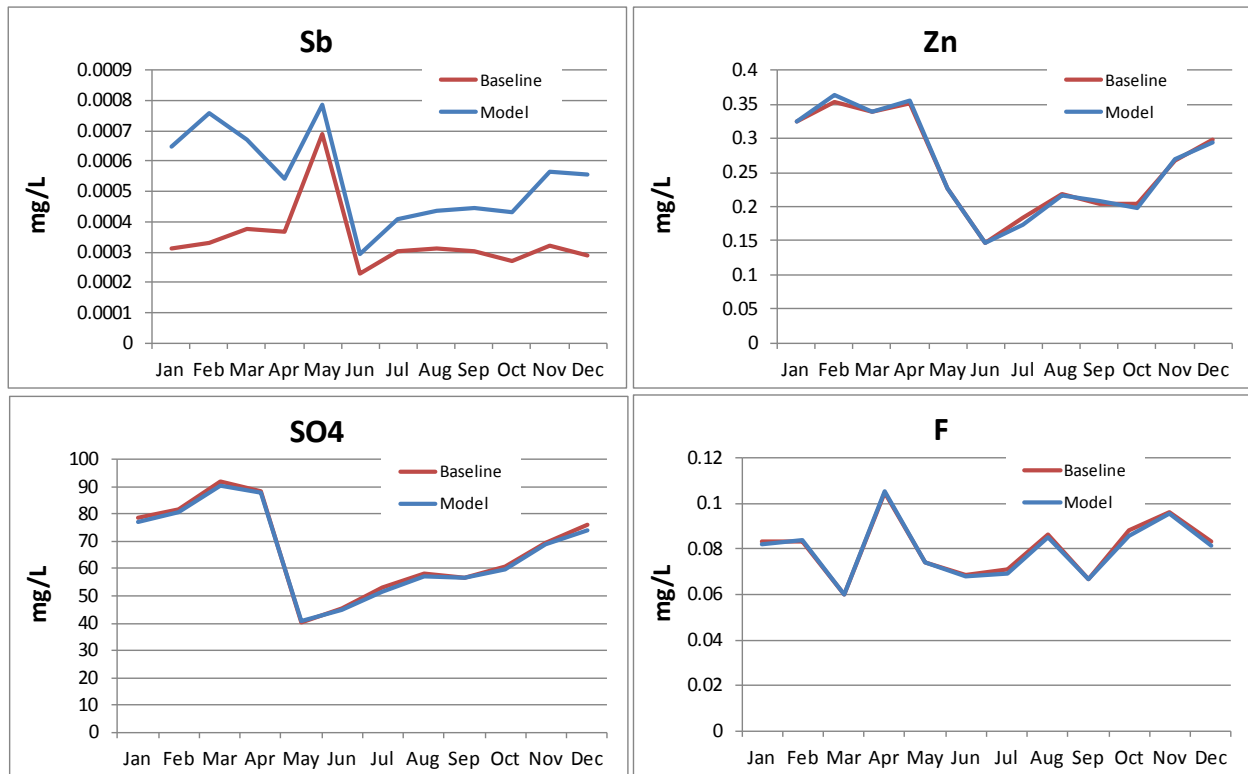 Sb
0.0009
0.0008
0.0007
0.0006
0.0005
0.0004
0.0003
0.0002
0.0001
0
mg/L
Baseline
Model
Jan Feb Mar Apr May Jun Jul Aug Sep Oct Nov Dec
Zn
0.4
0.35
0.3
0.25
0.2
0.15
0.1
0.05
0
mg/L
Baseline
Model
Jan Feb Mar Apr May Jun Jul Aug Sep Oct Nov Dec
SO4
100
90
80
70
60
50
40
30
20
10
0
mg/L
Baseline
Model
Jan Feb Mar Apr May Jun Jul Aug Sep Oct Nov Dec
F
0.12
0.1
0.08
0.06
0.04
0.02
0
mg/L
Baseline
Model
Jan Feb Mar Apr May Jun Jul Aug Sep Oct Nov Dec